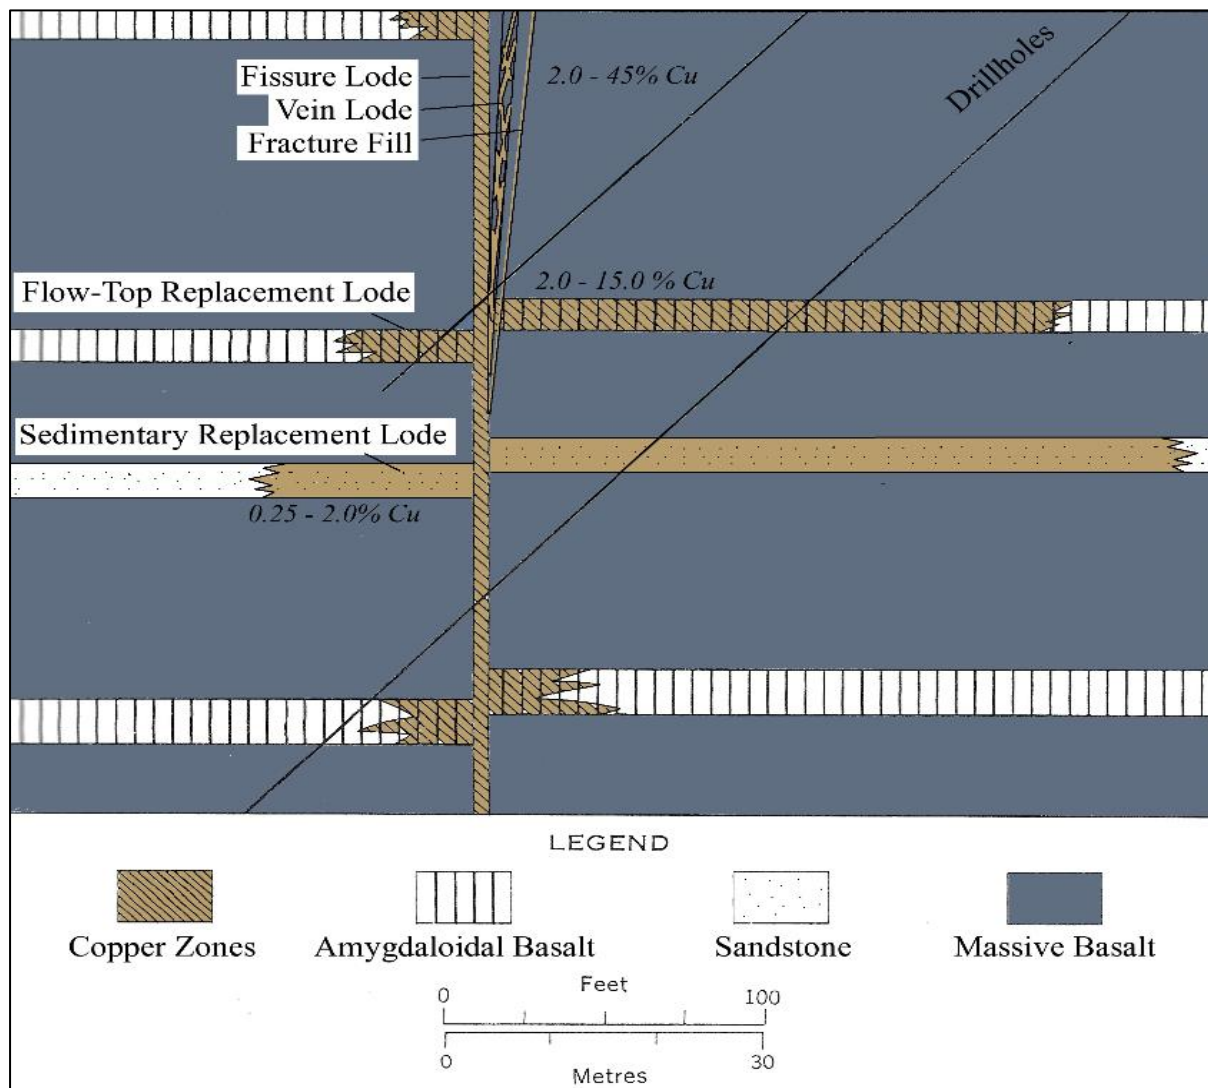 Fissure Lode
2.0 - 45% Cu
Drillholes
Vein Lode
Fracture Fill
2.0 - 15.0 % Cu
Flow-Top Replacement Lode
Sedimentary Replacement Lode
0.25 - 2.0% Cu
LEGEND
Copper Zones
Amygdaloidal Basalt
Sandstone
Massive Basalt
Feet
0
100
0
30
Metres